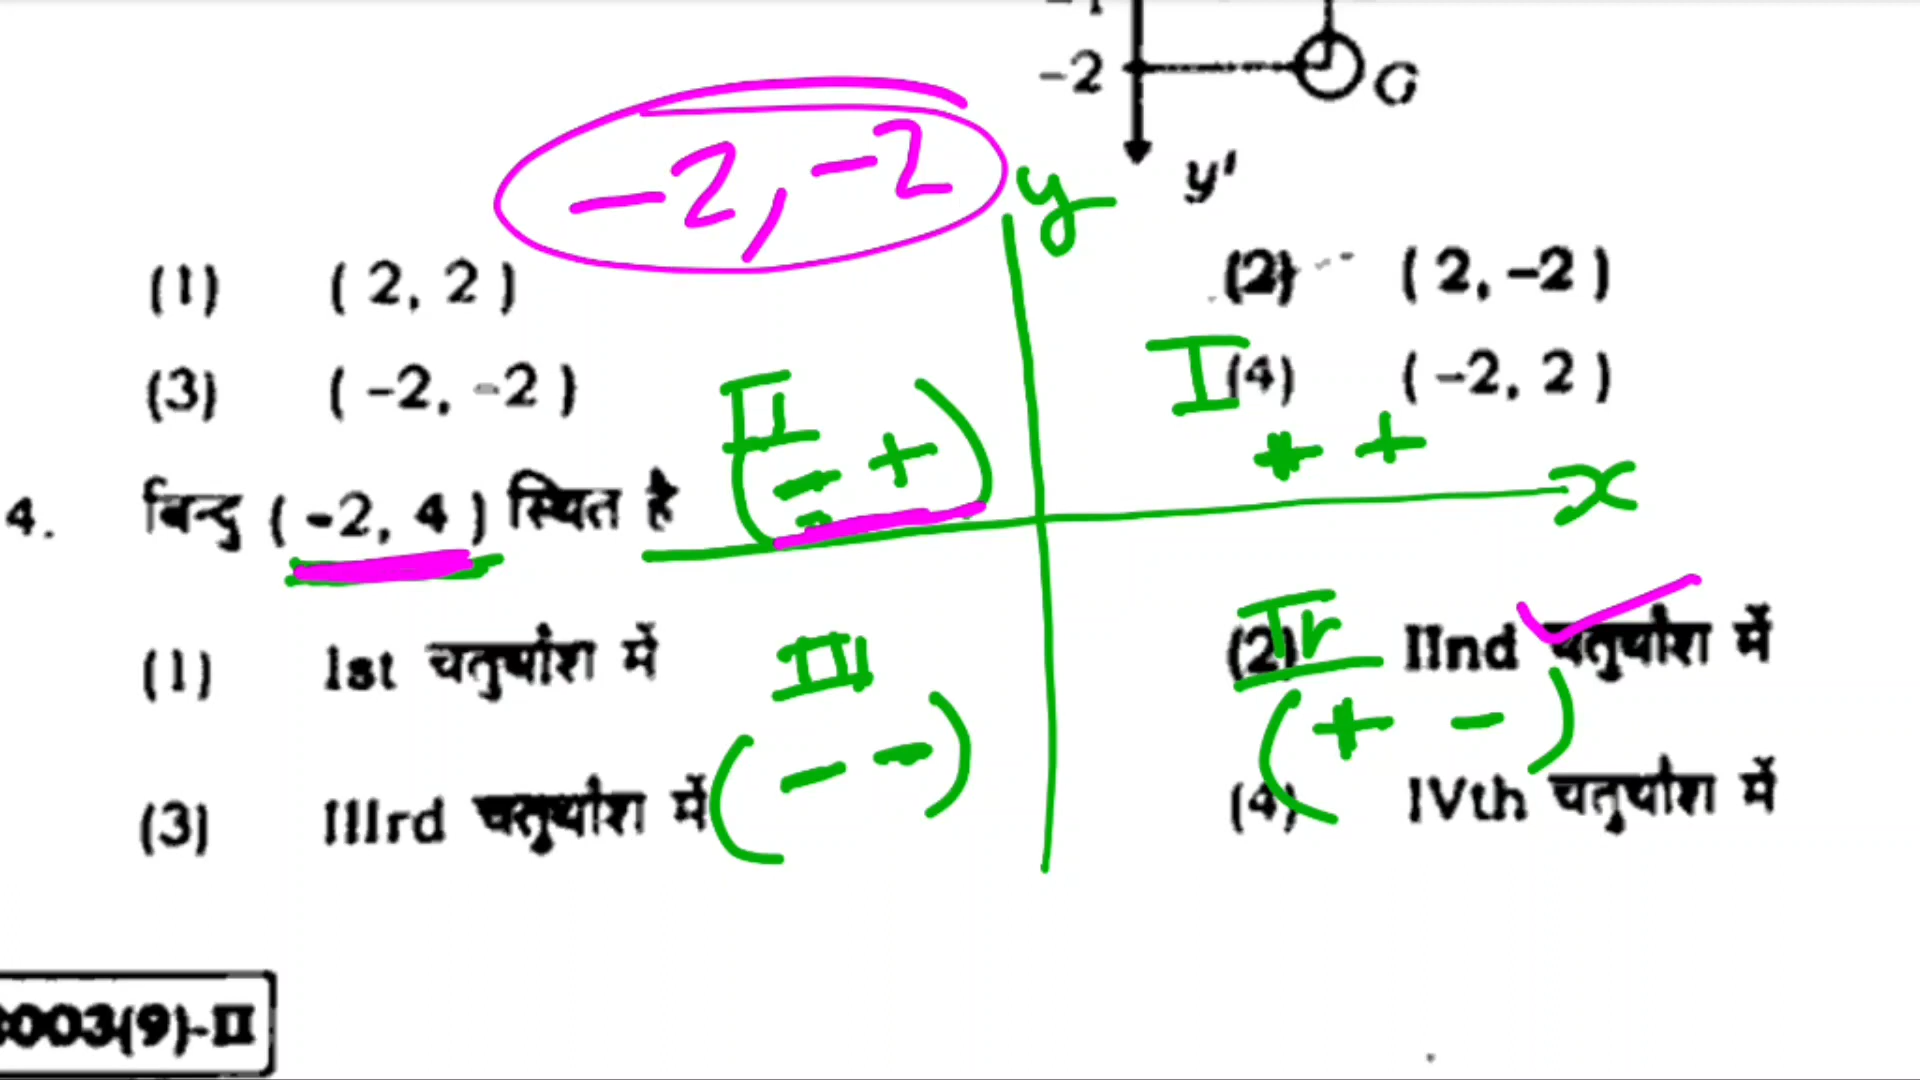 -2 G
y'
-2, -2
y
(1) ( 2, 2 ) (2) ( 2, -2 )
(3) ( -2, -2 ) (4) ( -2, 2 )
II I
- + + +
x
4. बिन्दु ( -2, 4 ) स्थित है
(1) Ist चतुर्थांश में (2) IInd चतुर्थांश में
III
( - - ) ( + - )
(3) IIIrd चतुर्थांश में (4) IVth चतुर्थांश में
003(9)-II